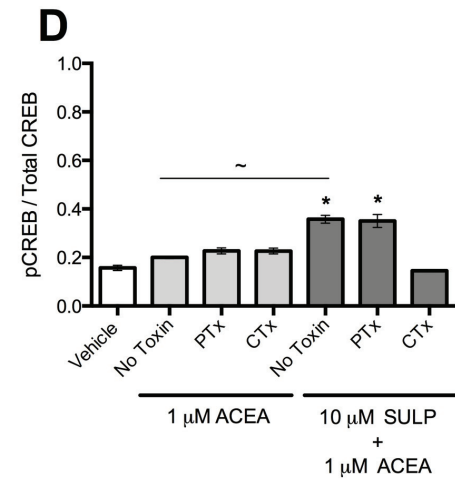 D
pCREB / Total CREB
1.0
0.8
0.6
0.4
0.2
0.0
~
*
*
Vehicle
No Toxin
PTx
CTx
No Toxin
PTx
CTx
1 μM ACEA
10 μM SULP
+
1 μM ACEA